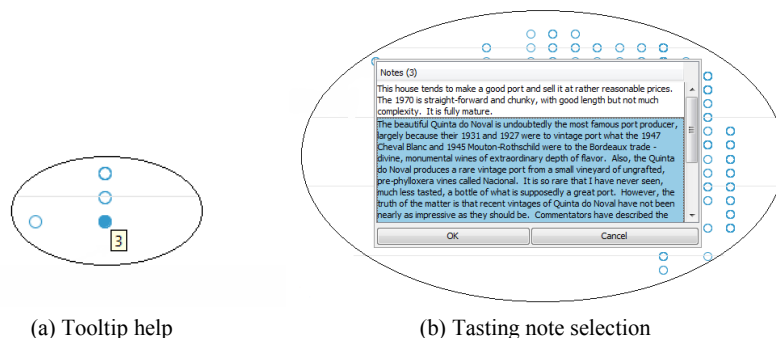 Notes (3)
This house tends to make a good port and sell it at rather reasonable prices.
The 1970 is straight-forward and chunky, with good length but not much
complexity.  It is fully mature.
The beautiful Quinta do Noval is undoubtedly the most famous port producer,
largely because their 1931 and 1927 were to vintage port what the 1947
Cheval Blanc and 1945 Mouton-Rothschild were to the Bordeaux trade -
divine, monumental wines of extraordinary depth of flavor.  Also, the Quinta
do Noval produces a rare vintage port from a small vineyard of ungrafted,
pre-phylloxera vines called Nacional.  It is so rare that I have never seen,
much less tasted, a bottle of what is supposedly a great port.  However, the
truth of the matter is that recent vintages of Quinta do Noval have not been
nearly as impressive as they should be.  Commentators have described the
OK
Cancel
3
(a) Tooltip help
(b) Tasting note selection